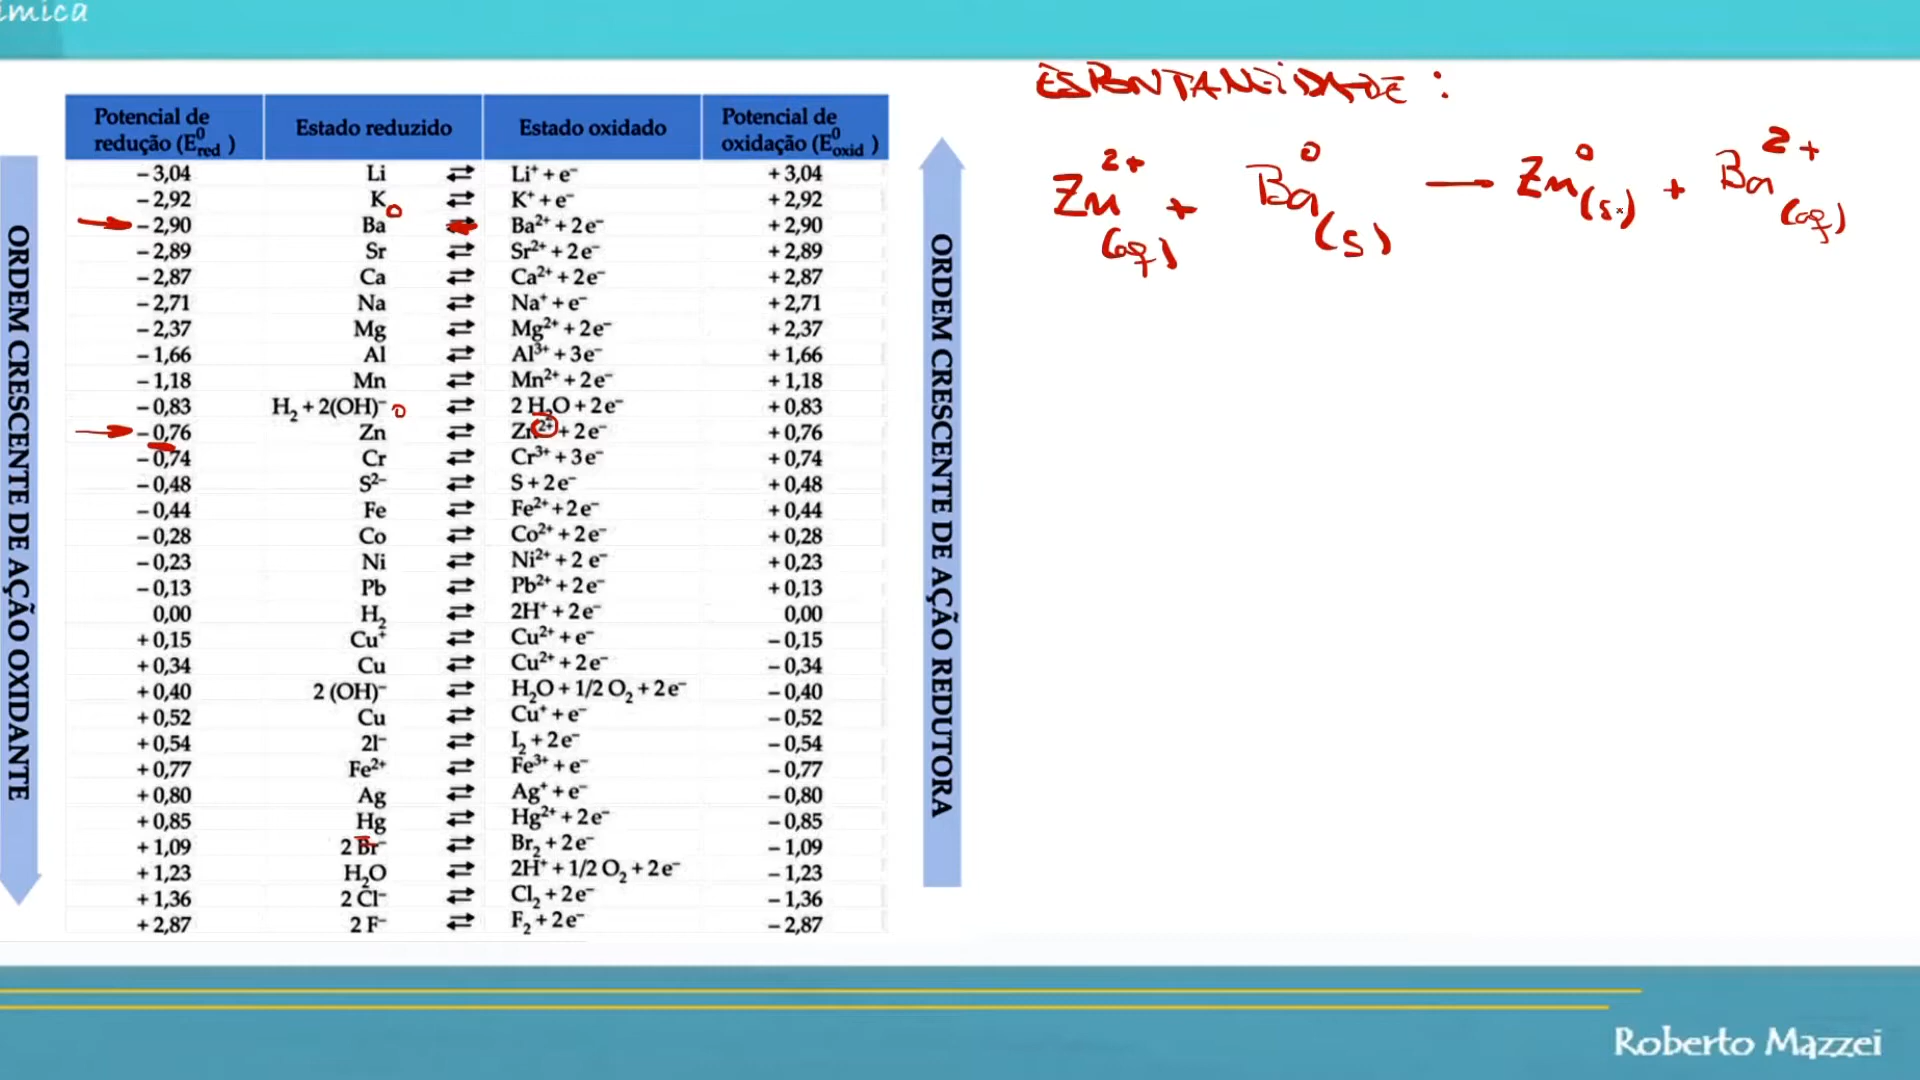 ímica
ESPONTANEIDADE :
Zn²⁺(aq) + Ba⁰(s) — Zn⁰(s) + Ba²⁺(aq)
ORDEM CRESCENTE DE AÇÃO OXIDANTE
Potencial de redução (E⁰red) Estado reduzido Estado oxidado Potencial de oxidação (E⁰oxid)
– 3,04 Li ⇌ Li⁺ + e⁻ + 3,04
– 2,92 K ⇌ K⁺ + e⁻ + 2,92
– 2,90 Ba⁰ ⇌ Ba²⁺ + 2e⁻ + 2,90
– 2,89 Sr ⇌ Sr²⁺ + 2e⁻ + 2,89
– 2,87 Ca ⇌ Ca²⁺ + 2e⁻ + 2,87
– 2,71 Na ⇌ Na⁺ + e⁻ + 2,71
– 2,37 Mg ⇌ Mg²⁺ + 2e⁻ + 2,37
– 1,66 Al ⇌ Al³⁺ + 3e⁻ + 1,66
– 1,18 Mn ⇌ Mn²⁺ + 2e⁻ + 1,18
– 0,83 H₂ + 2(OH)⁻ ⇌ 2 H₂O + 2e⁻ + 0,83
– 0,76 Zn⁰ ⇌ Zn²⁺ + 2e⁻ + 0,76
– 0,74 Cr ⇌ Cr³⁺ + 3e⁻ + 0,74
– 0,48 S²⁻ ⇌ S + 2e⁻ + 0,48
– 0,44 Fe ⇌ Fe²⁺ + 2e⁻ + 0,44
– 0,28 Co ⇌ Co²⁺ + 2e⁻ + 0,28
– 0,23 Ni ⇌ Ni²⁺ + 2 e⁻ + 0,23
– 0,13 Pb ⇌ Pb²⁺ + 2e⁻ + 0,13
0,00 H₂ ⇌ 2H⁺ + 2e⁻ 0,00
+ 0,15 Cu⁺ ⇌ Cu²⁺ + e⁻ – 0,15
+ 0,34 Cu ⇌ Cu²⁺ + 2e⁻ – 0,34
+ 0,40 2 (OH)⁻ ⇌ H₂O + 1/2 O₂ + 2e⁻ – 0,40
+ 0,52 Cu ⇌ Cu⁺ + e⁻ – 0,52
+ 0,54 2I⁻ ⇌ I₂ + 2e⁻ – 0,54
+ 0,77 Fe²⁺ ⇌ Fe³⁺ + e⁻ – 0,77
+ 0,80 Ag ⇌ Ag⁺ + e⁻ – 0,80
+ 0,85 Hg ⇌ Hg²⁺ + 2e⁻ – 0,85
+ 1,09 2 Br⁻ ⇌ Br₂ + 2e⁻ – 1,09
+ 1,23 H₂O ⇌ 2H⁺ + 1/2 O₂ + 2e⁻ – 1,23
+ 1,36 2 Cl⁻ ⇌ Cl₂ + 2e⁻ – 1,36
+ 2,87 2 F⁻ ⇌ F₂ + 2e⁻ – 2,87
ORDEM CRESCENTE DE AÇÃO REDUTORA
Roberto Mazzei